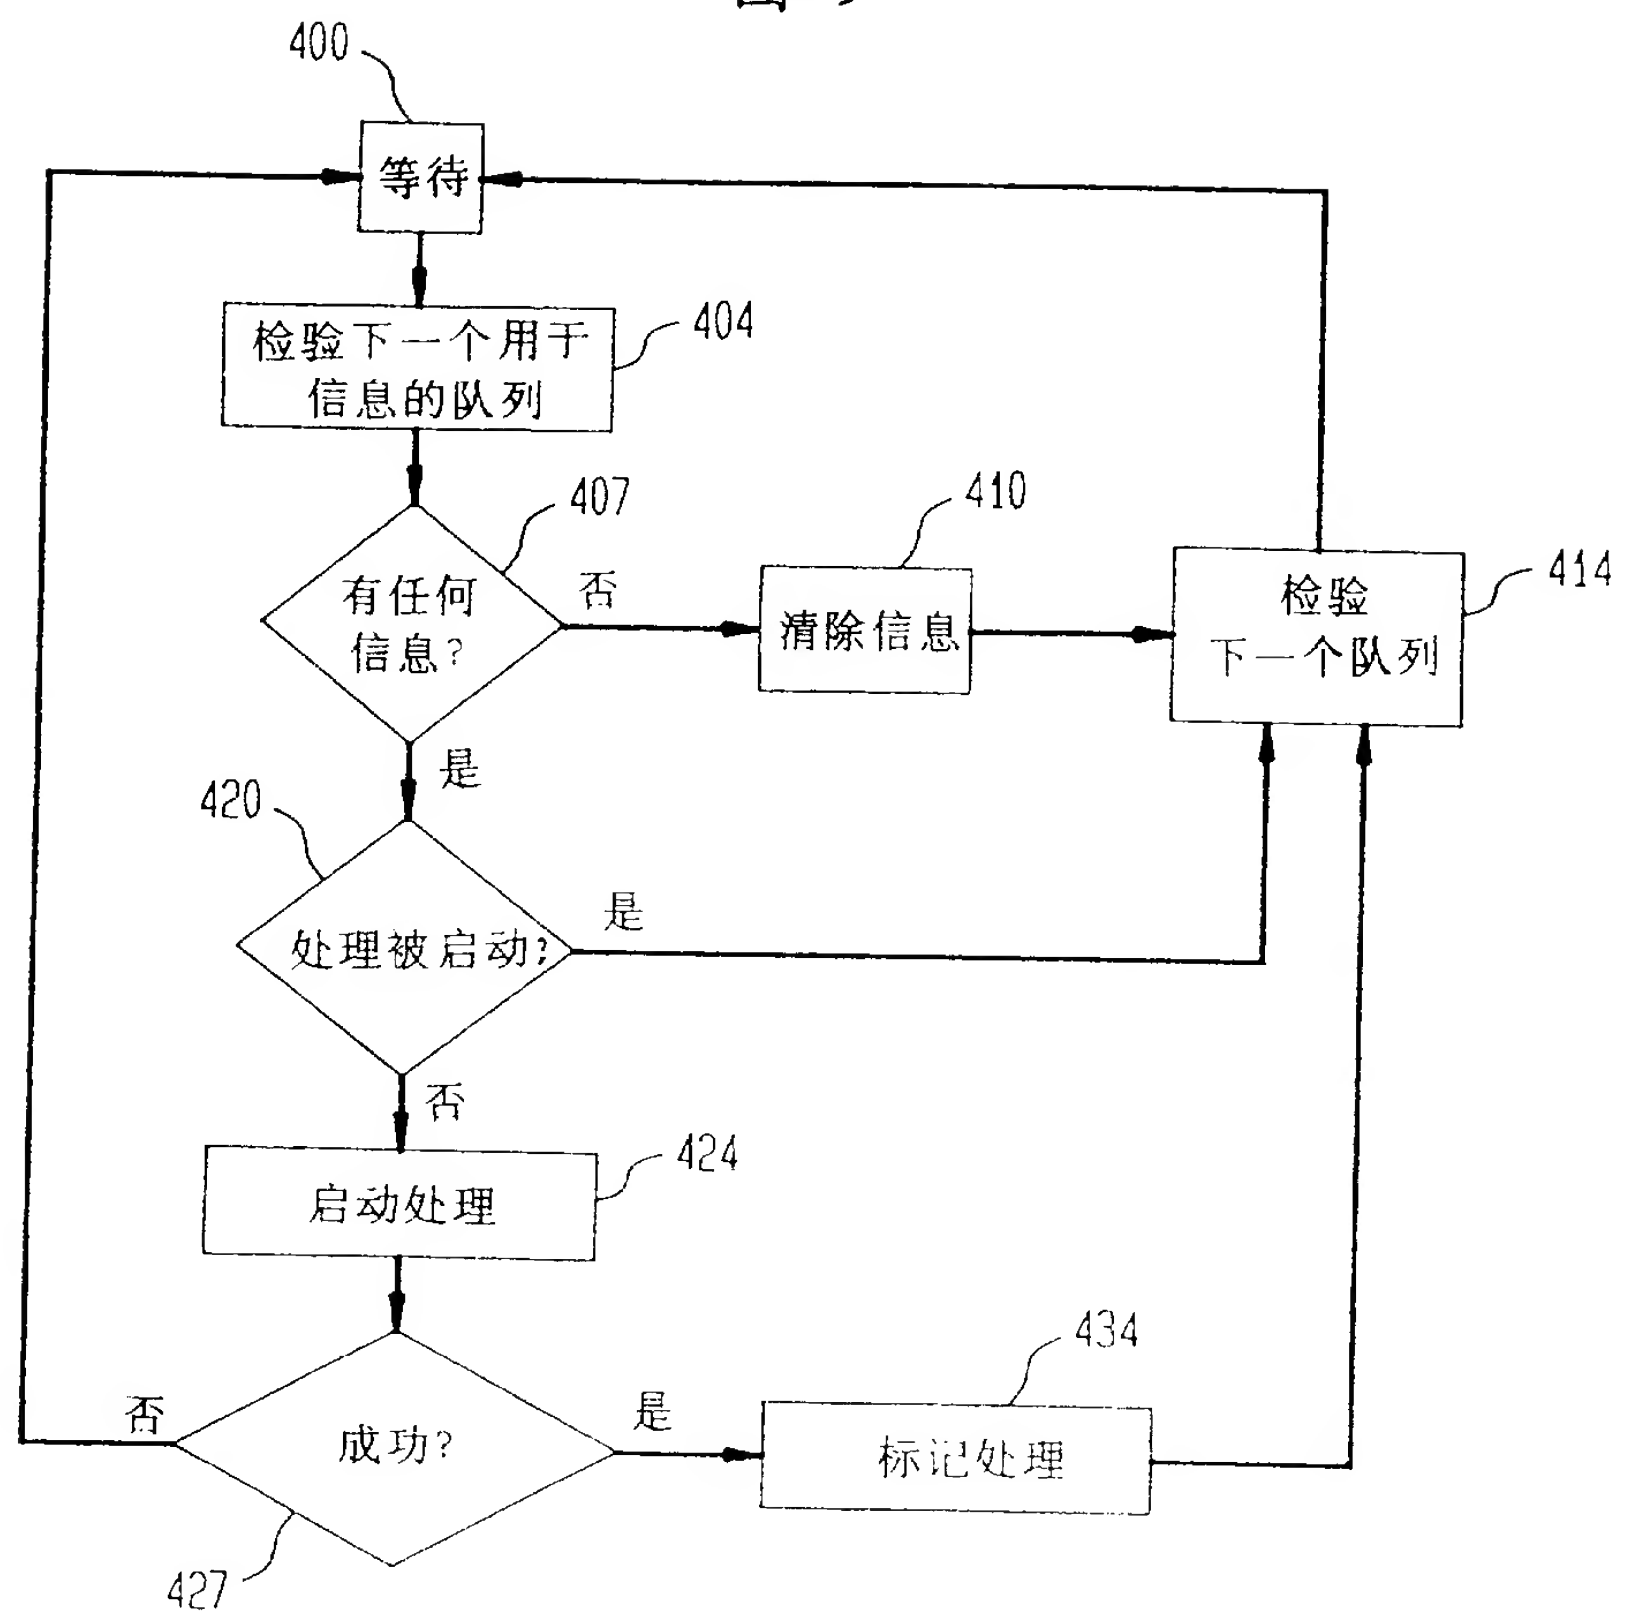 400
等待
检验下一个用于
信息的队列
404
407
有任何
信息?
否
410
清除信息
检验
下一个队列
414
是
420
处理被启动?
是
否
424
启动处理
434
否
成功?
是
标记处理
427